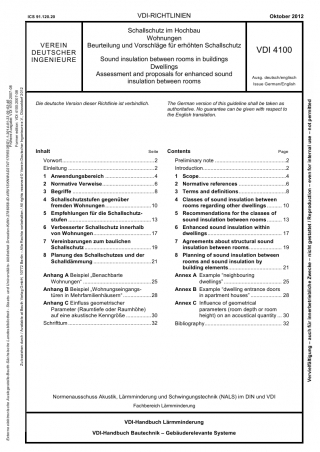 ICS 91.120.20
VDI-RICHTLINIEN
Oktober 2012
VEREIN
DEUTSCHER
INGENIEURE
Schallschutz im Hochbau
Wohnungen
Beurteilung und Vorschläge für erhöhten Schallschutz
Sound insulation between rooms in buildings
Dwellings
Assessment and proposals for enhanced sound
insulation between rooms
VDI 4100
Ausg. deutsch/englisch
Issue German/English
Die deutsche Version dieser Richtlinie ist verbindlich.
The German version of this guideline shall be taken as
authoritative. No guarantee can be given with respect to
the English translation.
Inhalt Seite
Vorwort 2
Einleitung 2
1 Anwendungsbereich 4
2 Normative Verweise 6
3 Begriffe 8
4 Schallschutzstufen gegenüber
fremden Wohnungen 10
5 Empfehlungen für die Schallschutz-
stufen 13
6 Verbesserter Schallschutz innerhalb
von Wohnungen 17
7 Vereinbarungen zum baulichen
Schallschutz 19
8 Planung des Schallschutzes und der
Schalldämmung 21
Anhang A Beispiel „Benachbarte
Wohnungen“ 25
Anhang B Beispiel „Wohnungseingangs-
türen in Mehrfamilienhäusern“ 28
Anhang C Einfluss geometrischer
Parameter (Raumtiefe oder Raumhöhe)
auf eine akustische Kenngröße 30
Schrifttum 32
Contents Page
Preliminary note 2
Introduction 2
1 Scope 4
2 Normative references 6
3 Terms and definitions 8
4 Classes of sound insulation between
rooms regarding other dwellings 10
5 Recommendations for the classes of
sound insulation between rooms 13
6 Enhanced sound insulation within
dwellings 17
7 Agreements about structural sound
insulation between rooms 19
8 Planning of sound insulation between
rooms and sound insulation by
building elements 21
Annex A Example “neighbouring
dwellings” 25
Annex B Example “dwelling entrance doors
in apartment houses” 28
Annex C Influence of geometrical
parameters (room depth or room
height) on an acoustical quantity 30
Bibliography 32
Vervielfältigung – auch für innerbetriebliche Zwecke – nicht gestattet / Reproduction – even for internal use – not permitted
Normenausschuss Akustik, Lärmminderung und Schwingungstechnik (NALS) im DIN und VDI
Fachbereich Lärmminderung
VDI-Handbuch Lärmminderung
VDI-Handbuch Bautechnik – Gebäuderelevante Systeme